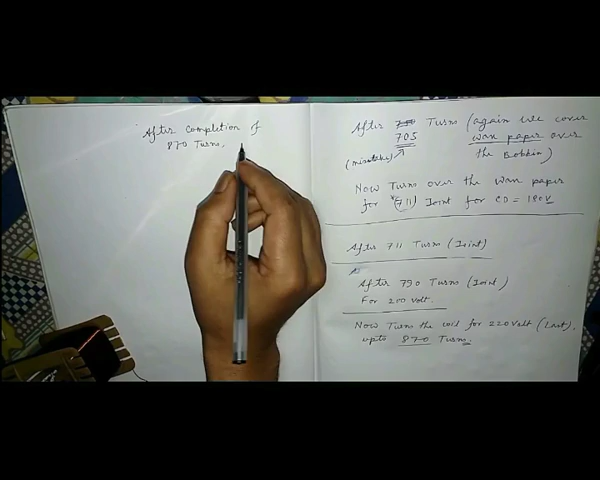 After Completion of
870 Turns,
After Turns (again we cover
705 wax paper over
(mistake) the Bobbin)
Now Turns over the wax paper
for 711 Joint for CD = 180V
After 711 Turns (Joint)
After 790 Turns (Joint)
For 200 volt.
Now Turns the coil for 220 volt (Last),
upto 870 Turns.